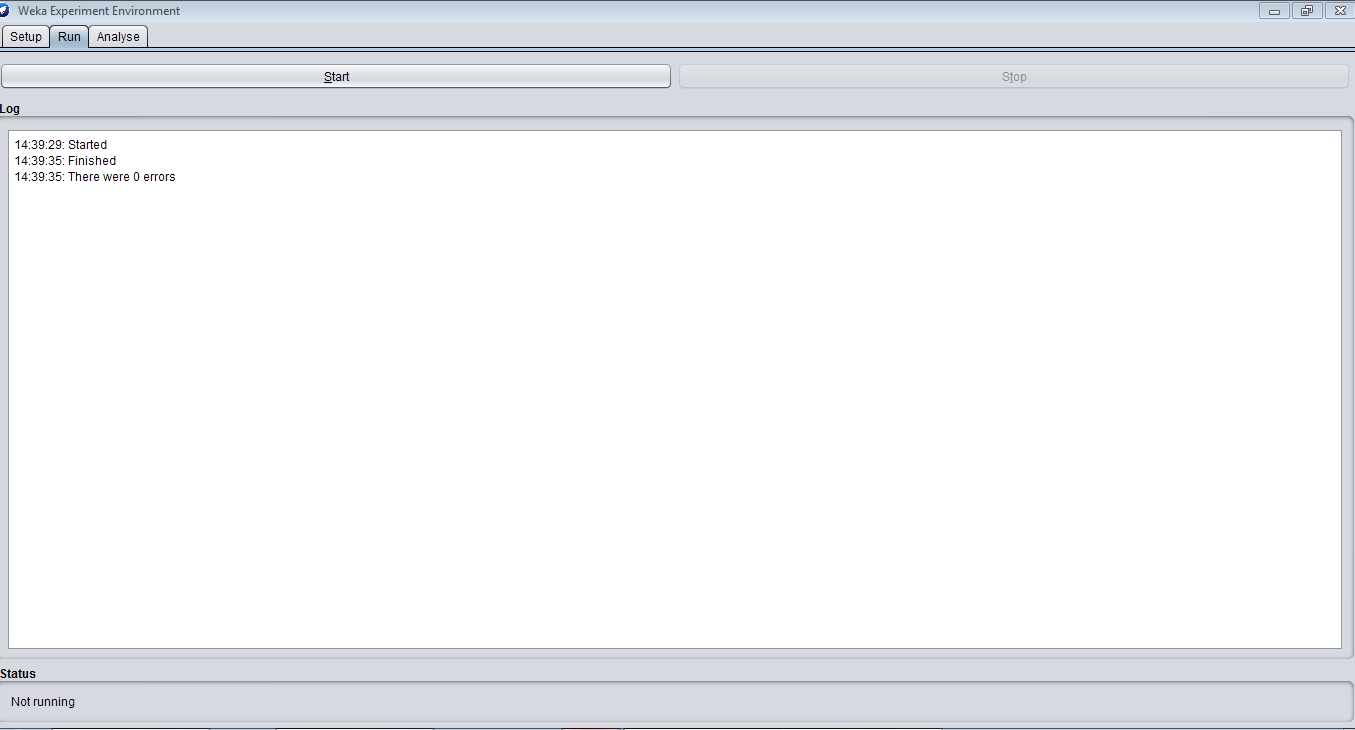 Weka Experiment Environment
Setup Run Analyse
Start Stop
Log
14:39:29: Started
14:39:35: Finished
14:39:35: There were 0 errors
Status
Not running